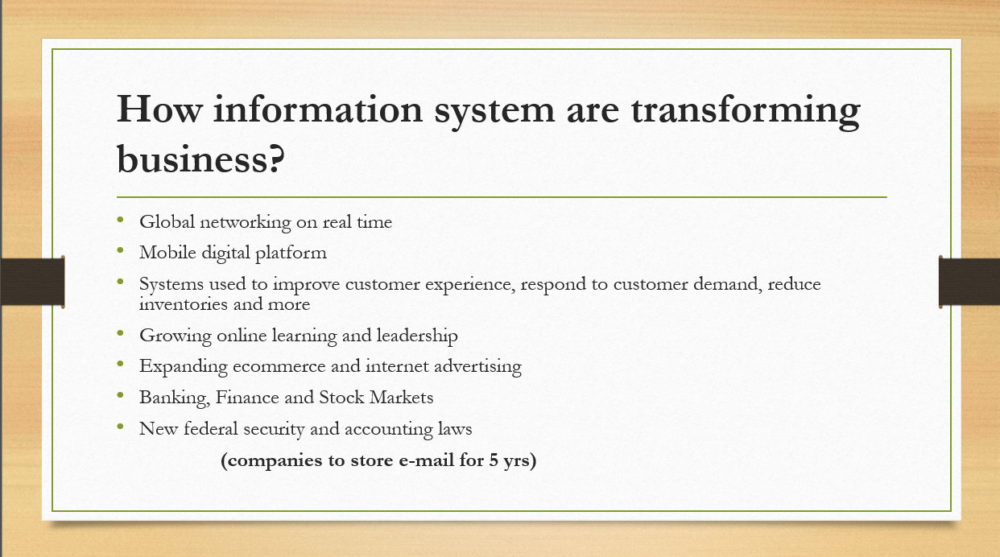 How information system are transforming
business?
• Global networking on real time
• Mobile digital platform
• Systems used to improve customer experience, respond to customer demand, reduce
inventories and more
• Growing online learning and leadership
• Expanding ecommerce and internet advertising
• Banking, Finance and Stock Markets
• New federal security and accounting laws
(companies to store e-mail for 5 yrs)